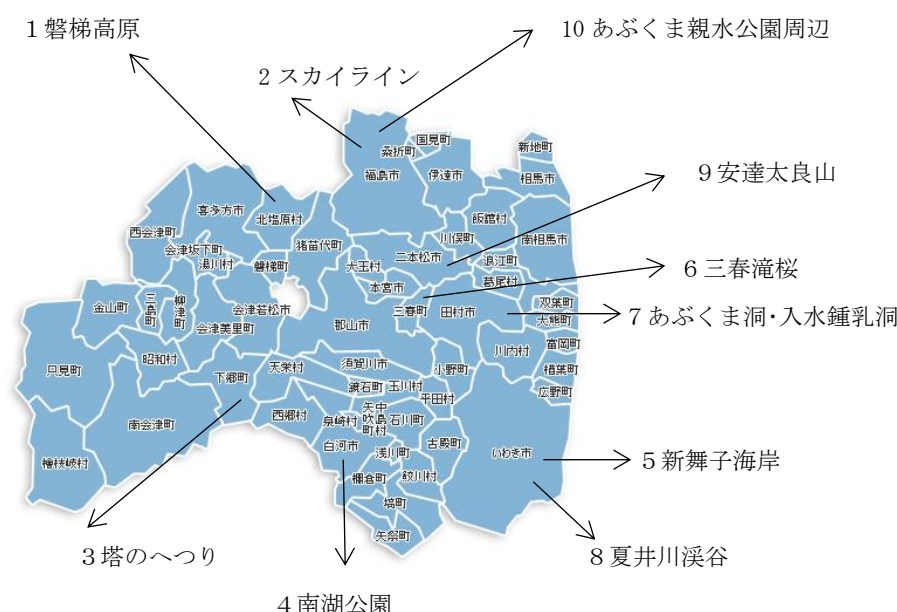 1磐梯高原
10 あぶくま親水公園周辺
2スカイライン
国見町
桑折町
新地町
福島市
伊達市
相馬市
9安達太良山
喜多方市
北塩原村
飯舘村
西会津町
川俣町
南相馬市
会津坂下町
猪苗代町
二本松市
湯川村
磐梯町
大玉村
浪江町
6三春滝桜
葛尾村
本宮市
金山町
三島町
柳津町
会津若松市
三春町
田村市
双葉町
大熊町
7あぶくま洞･入水鍾乳洞
会津美里町
郡山市
富岡町
昭和村
川内村
只見町
下郷町
天栄村
須賀川市
小野町
楢葉町
鏡石町
玉川村
広野町
平田村
西郷村
泉崎村
矢吹町
中島村
石川町
南会津町
白河市
古殿町
いわき市
5新舞子海岸
檜枝岐村
浅川町
棚倉町
鮫川村
塙町
矢祭町
3塔のへつり
8夏井川渓谷
4南湖公園